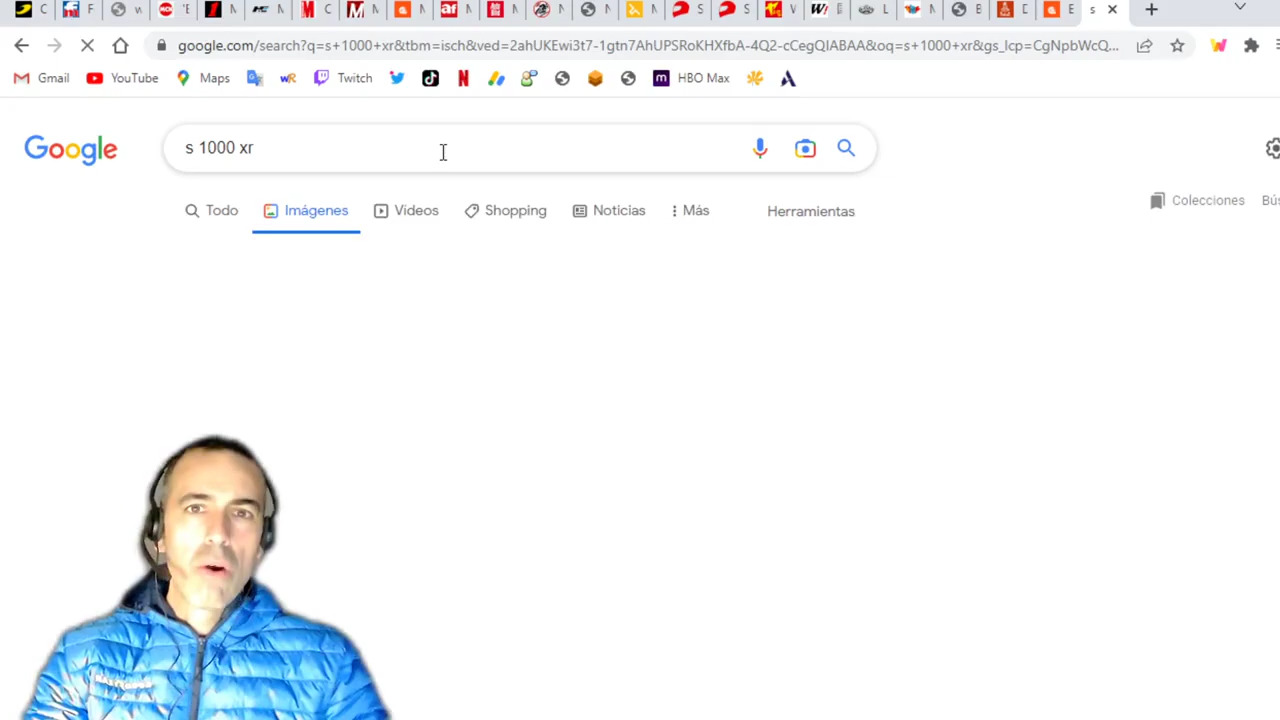 google.com/search?q=s+1000+xr&tbm=isch&ved=2ahUKEwi3t7-1gtn7AhUPSRoKHXfbA-4Q2-cCegQIABAA&oq=s+1000+xr&gs_lcp=CgNpbWcQ...
Gmail YouTube Maps Twitch HBO Max
Google s 1000 xr
Todo Imágenes Videos Shopping Noticias Más Herramientas
Colecciones Bús